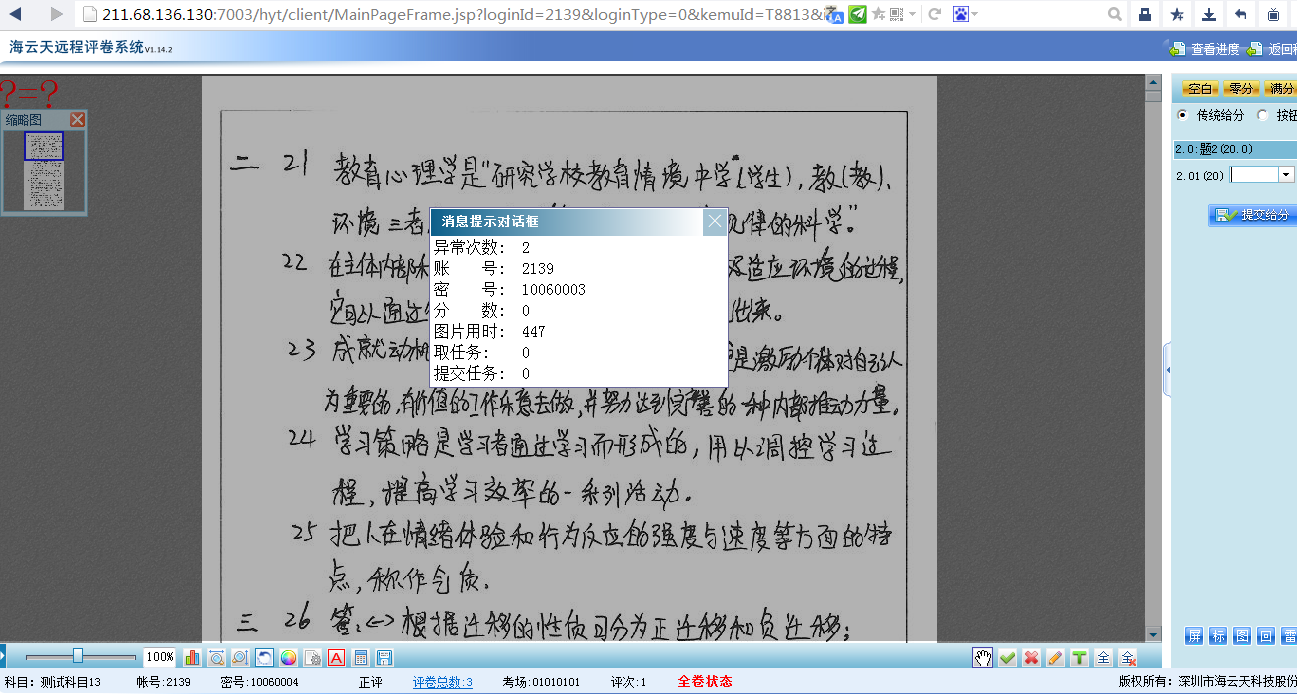 211.68.136.130:7003/hyt/client/MainPageFrame.jsp?loginId=2139&loginType=0&kemuId=T8813&
海云天远程评卷系统V1.14.2
查看进度
返回
?=?
缩略图
空白 零分 满分
传统给分 按钮
2.0:题2(20.0)
2.01(20)
提交给分
二 21 教育心理学是“研究学校教育情境中学(学生),教(教),
环境三者 规律的科学”
消息提示对话框
异常次数: 2
账 号: 2139
密 号: 10060003
分 数: 0
图片用时: 447
取任务: 0
提交任务: 0
22 在主体内部 适应环境的过程,
可以通过 出来。
23 成就动机 是激励个体对自己认
为重要的,有价值的工作乐意去做,并努力达到完善的一种内部推动力量。
24 学习策略是学习者通过学习而形成的,用以调控学习过
程,提高学习效率的一系列活动。
25 把人在情绪体验和行为反应的强度与速度等方面的特
点,称作气质.
三 26 答:<一>根据迁移的性质可分为正迁移和负迁移;
100%
屏 标 图 回 雷
科目: 测试科目13 帐号:2139 密号:10060004 正评 评卷总数:3 考场:01010101 评次:1 全卷状态 版权所有: 深圳市海云天科技股份